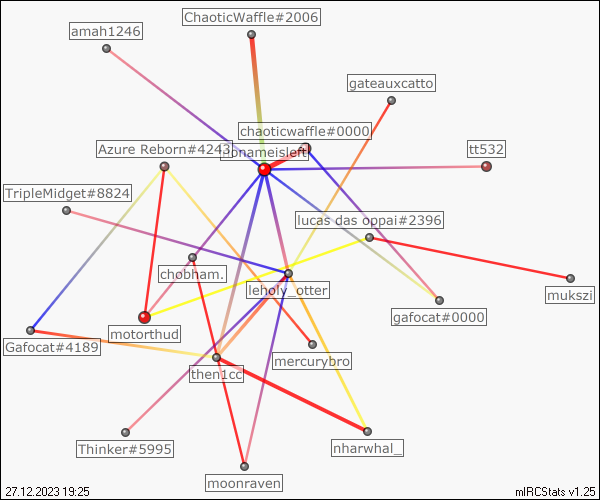 ChaoticWaffle#2006
amah1246
gateauxcatto
chaoticwaffle#0000
Azure Reborn#4243
onameisleft
tt532
TripleMidget#8824
lucas das oppai#2396
chobham.
leholy_otter
mukszi
gafocat#0000
motorthud
Gafocat#4189
mercurybro
then1cc
Thinker#5995
nharwhal_
moonraven
27.12.2023 19:25
mIRCStats v1.25